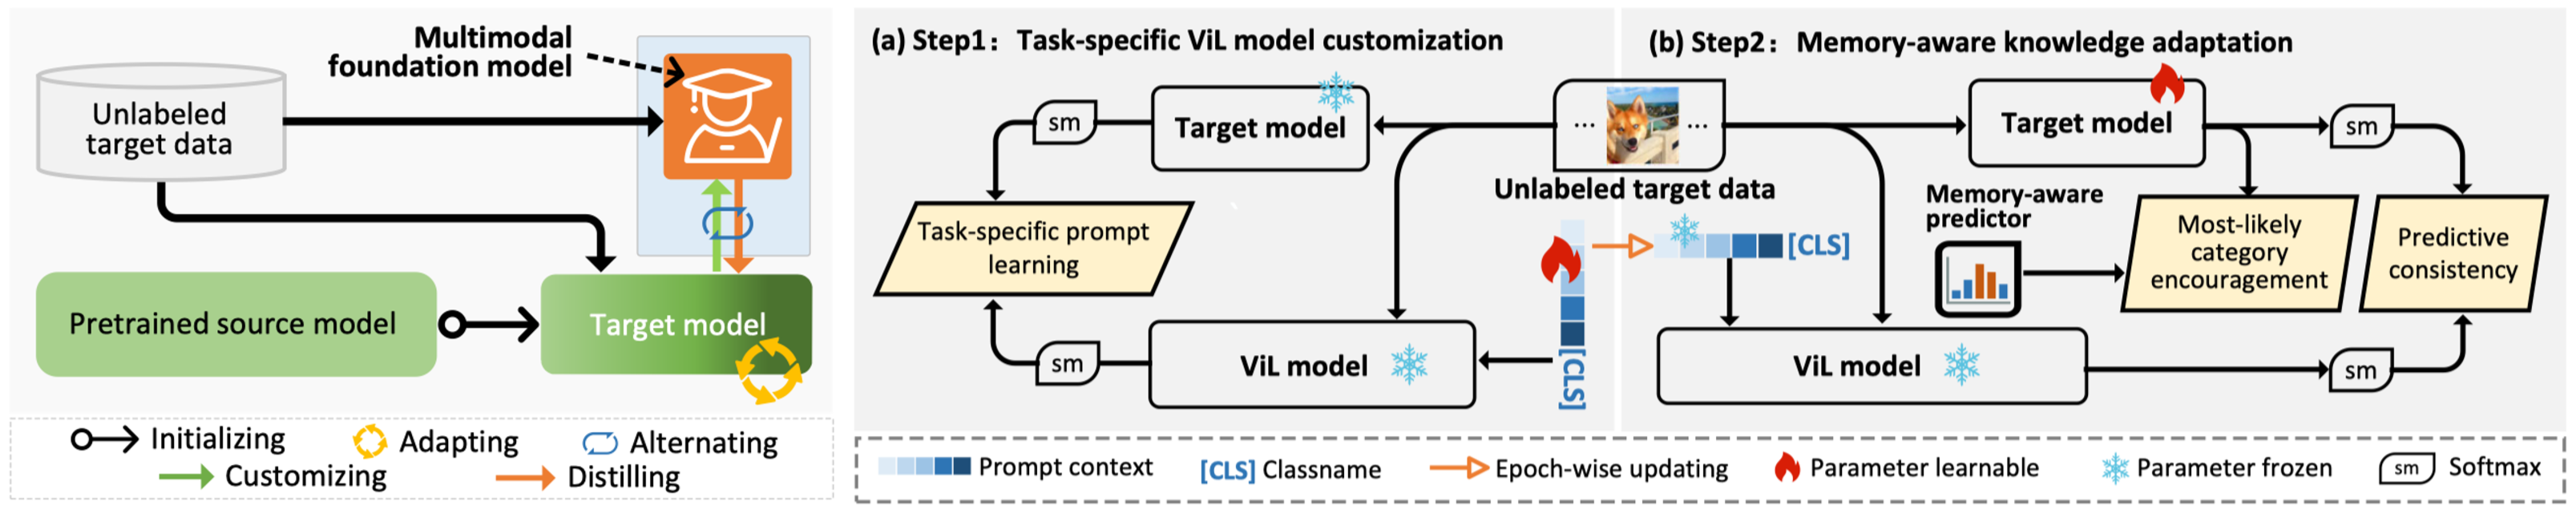 Multimodal
foundation model
Unlabeled
target data
Pretrained source model
Target model
Initializing
Adapting
Alternating
Customizing
Distilling
(a) Step1: Task-specific ViL model customization
sm
Target model
Task-specific prompt
learning
sm
ViL model
[CLS]
...
...
Unlabeled target data
[CLS]
(b) Step2: Memory-aware knowledge adaptation
Target model
sm
Memory-aware
predictor
Most-likely
category
encouragement
Predictive
consistency
ViL model
sm
Prompt context
[CLS] Classname
Epoch-wise updating
Parameter learnable
Parameter frozen
sm Softmax